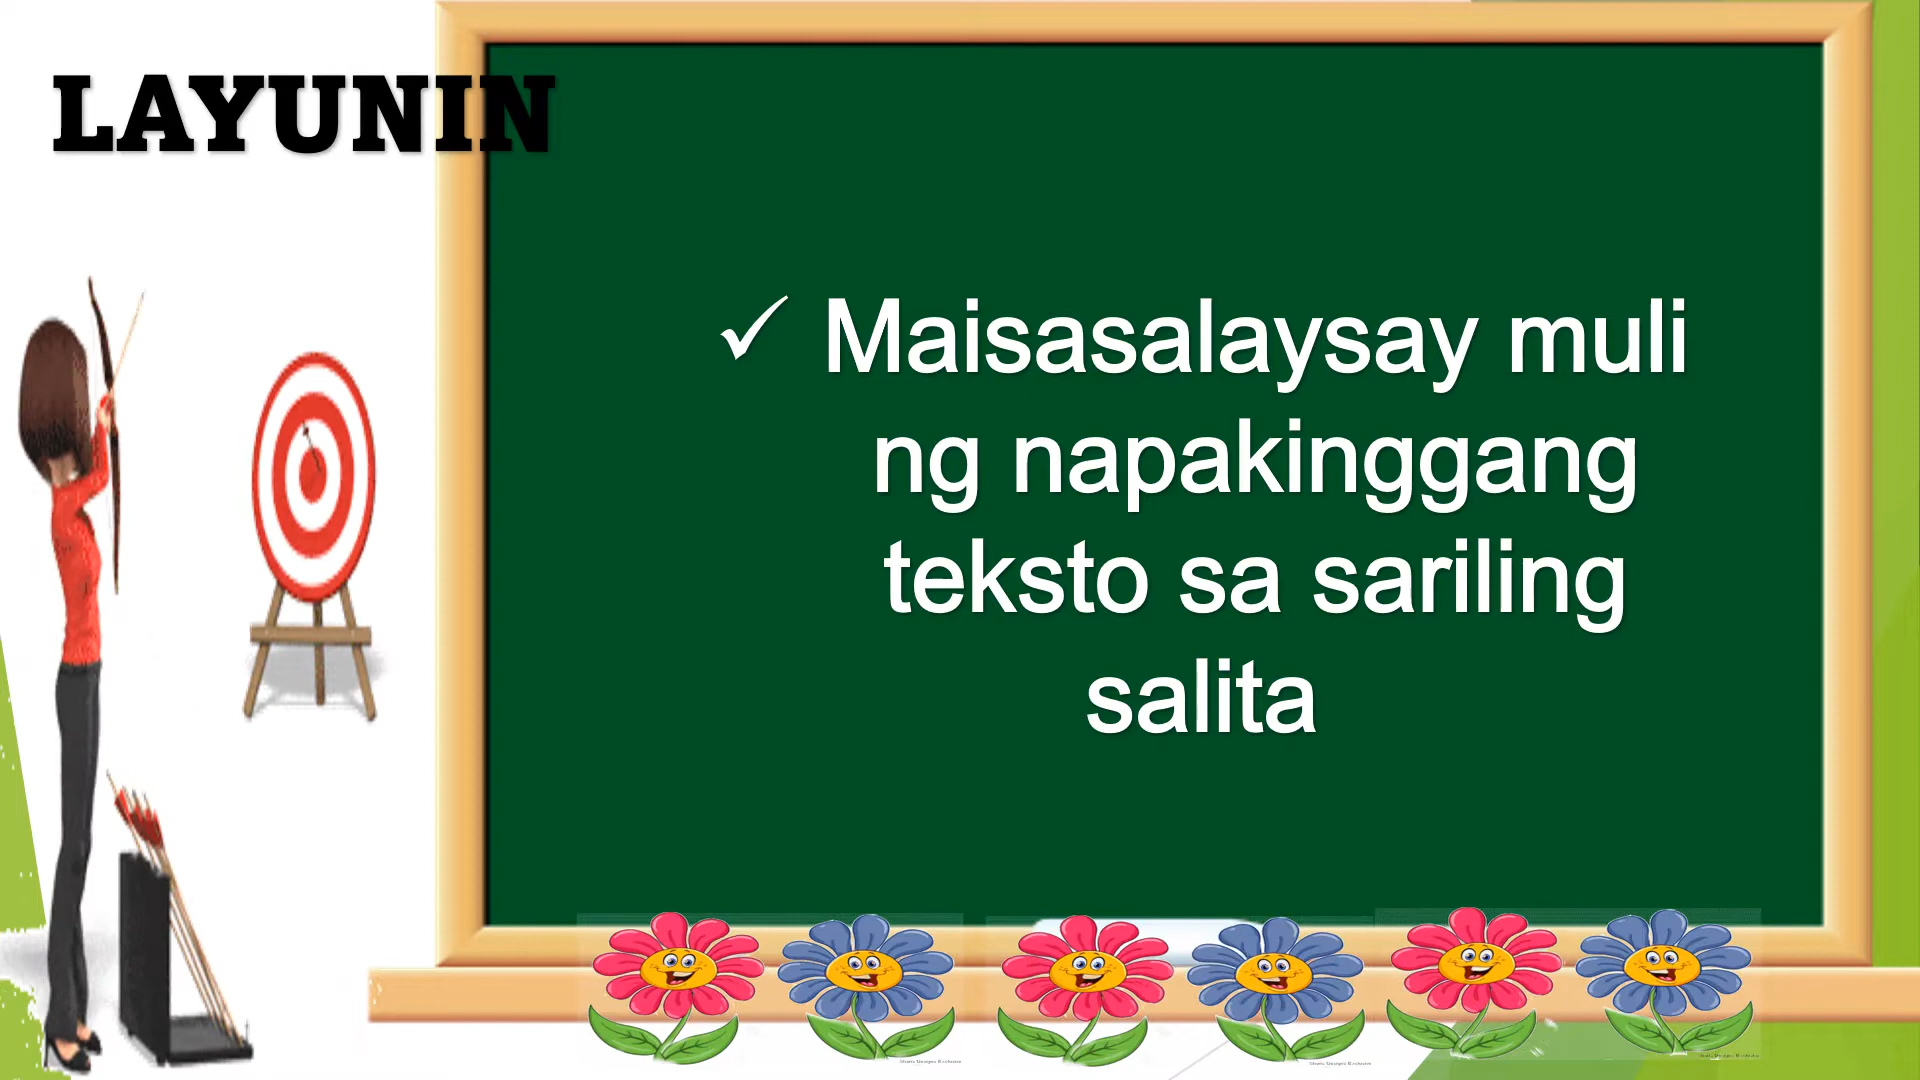 LAYUNIN
✓ Maisasalaysay muli
ng napakinggang
teksto sa sariling
salita